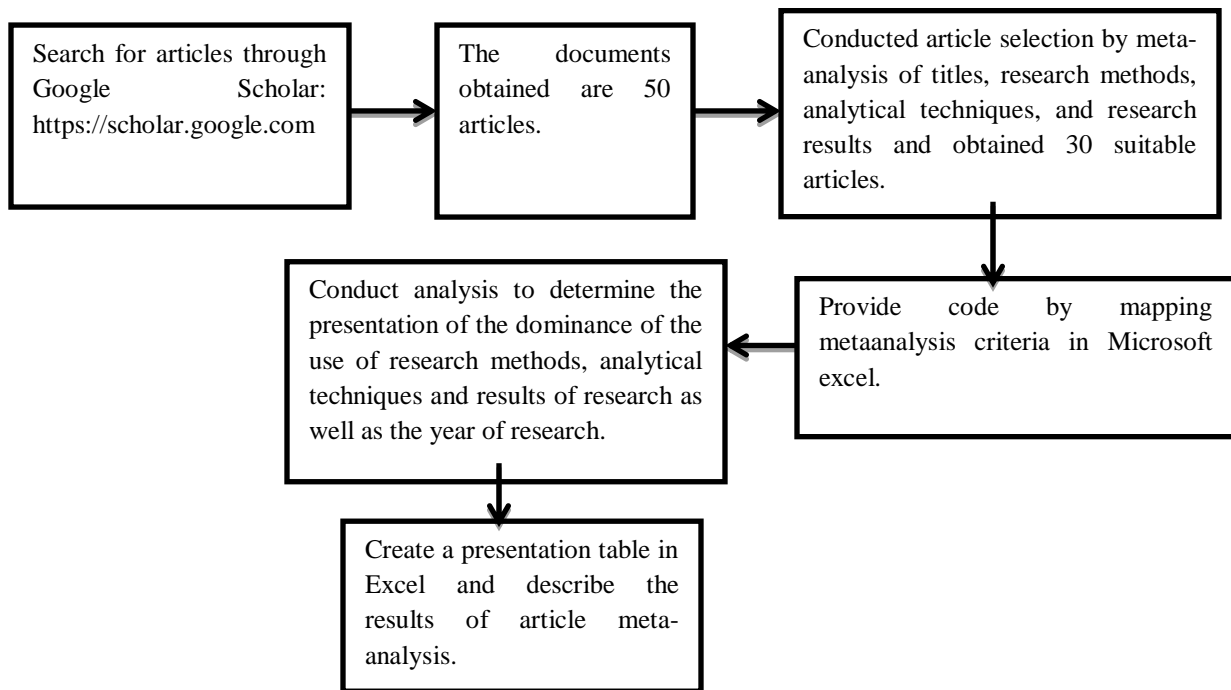 Search for articles through
Google Scholar:
https://scholar.google.com
The documents
obtained are 50
articles.
Conducted article selection by meta-
analysis of titles, research methods,
analytical techniques, and research
results and obtained 30 suitable
articles.
Provide code by mapping
metaanalysis criteria in Microsoft
excel.
Conduct analysis to determine the
presentation of the dominance of the
use of research methods, analytical
techniques and results of research as
well as the year of research.
Create a presentation table in
Excel and describe the
results of article meta-
analysis.